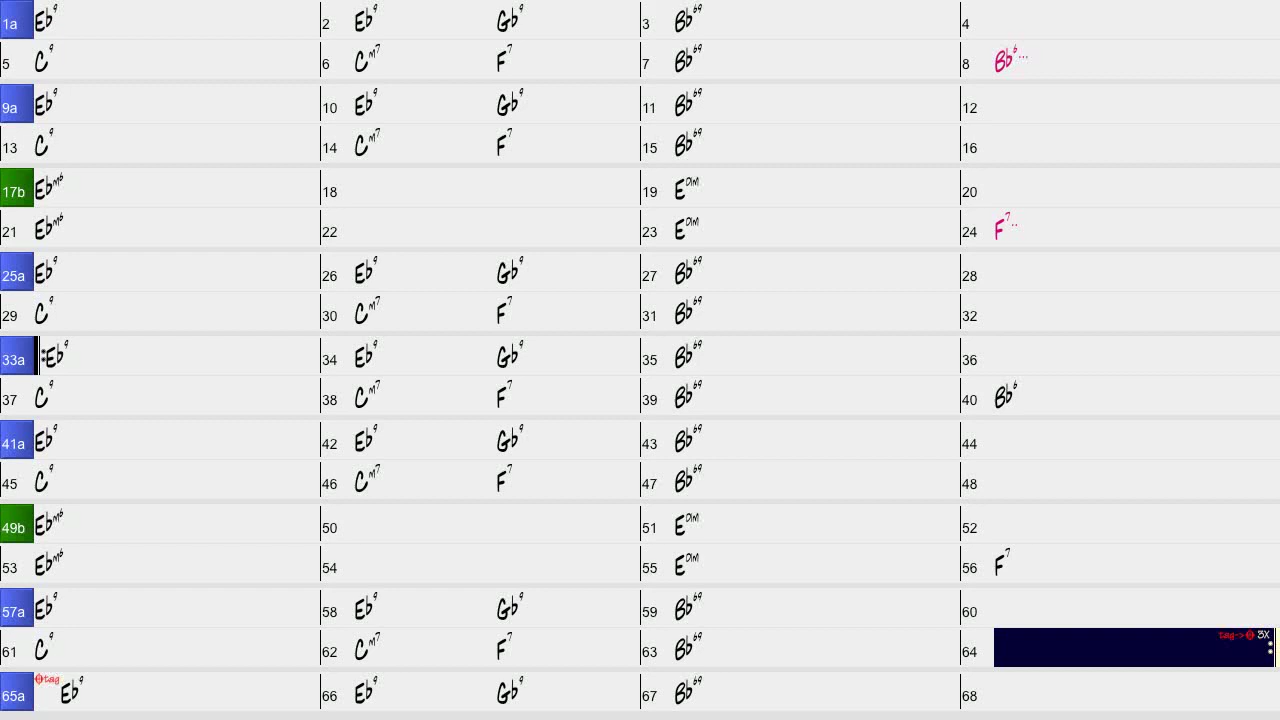 1a Eb9 2 Eb9 Gb9 3 Bb69 4
5 C9 6 Cm7 F7 7 Bb69 8 Bb6...
9a Eb9 10 Eb9 Gb9 11 Bb69 12
13 C9 14 Cm7 F7 15 Bb69 16
17b Ebm6 18 19 EDIM 20
21 Ebm6 22 23 EDIM 24 F7..
25a Eb9 26 Eb9 Gb9 27 Bb69 28
29 C9 30 Cm7 F7 31 Bb69 32
33a Eb9 34 Eb9 Gb9 35 Bb69 36
37 C9 38 Cm7 F7 39 Bb69 40 Bb6
41a Eb9 42 Eb9 Gb9 43 Bb69 44
45 C9 46 Cm7 F7 47 Bb69 48
49b Ebm6 50 51 EDIM 52
53 Ebm6 54 55 EDIM 56 F7
57a Eb9 58 Eb9 Gb9 59 Bb69 60
61 C9 62 Cm7 F7 63 Bb69 64 tag-> 3X
65a tag Eb9 66 Eb9 Gb9 67 Bb69 68